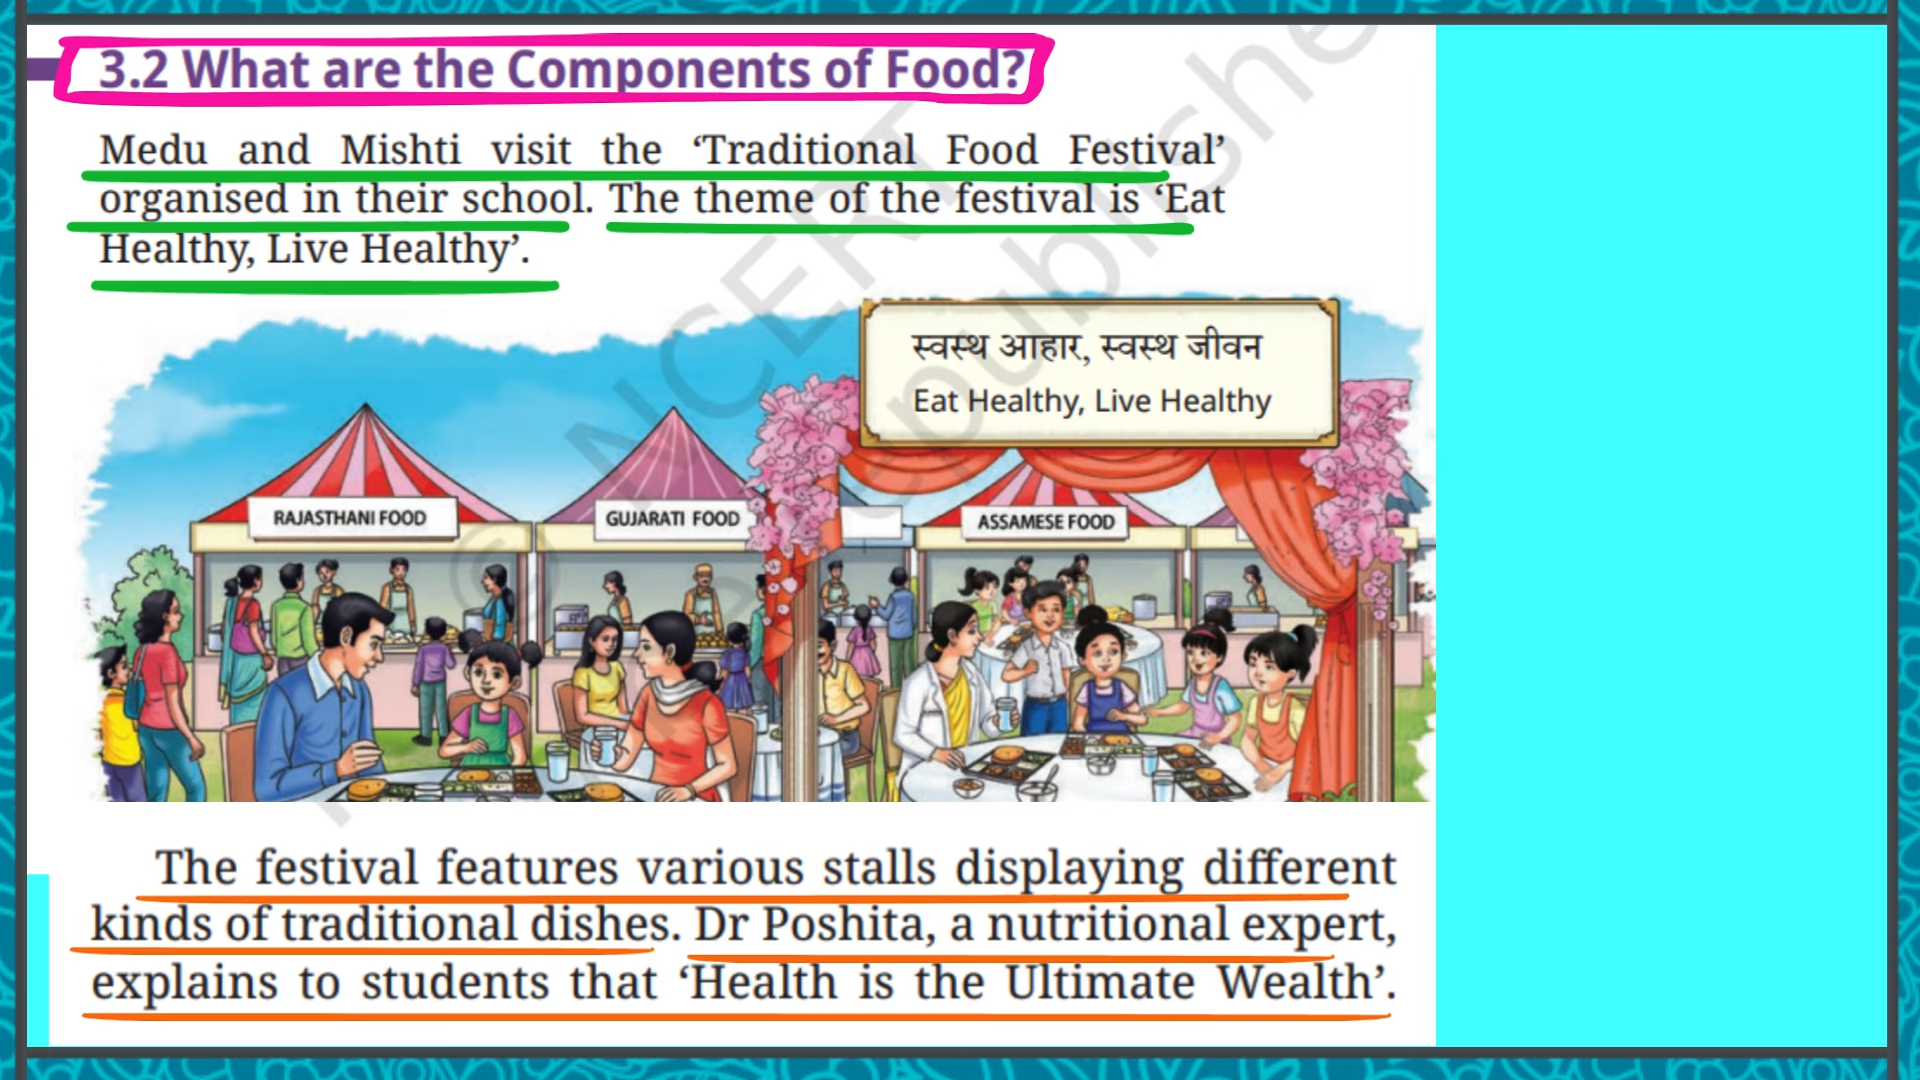 3.2 What are the Components of Food?
Medu and Mishti visit the ‘Traditional Food Festival’
organised in their school. The theme of the festival is ‘Eat
Healthy, Live Healthy’.
स्वस्थ आहार, स्वस्थ जीवन
Eat Healthy, Live Healthy
RAJASTHANI FOOD
GUJARATI FOOD
ASSAMESE FOOD
© NCERT
The festival features various stalls displaying different
kinds of traditional dishes. Dr Poshita, a nutritional expert,
explains to students that ‘Health is the Ultimate Wealth’.